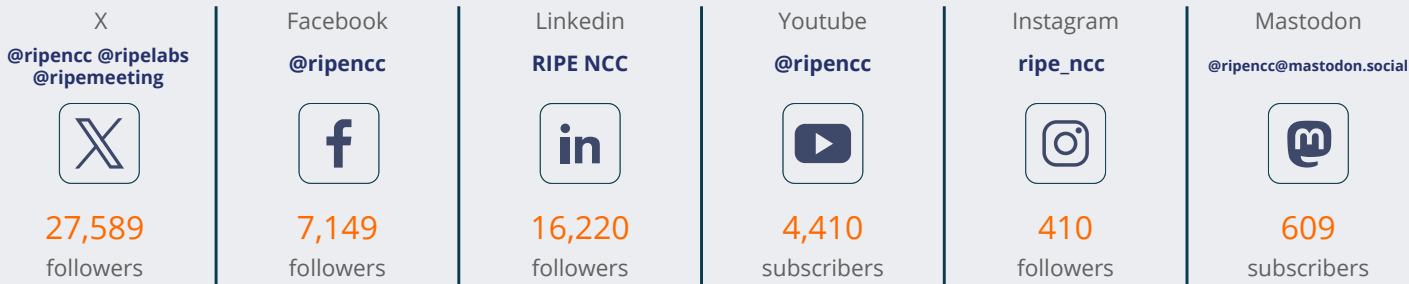 X
@ripencc @ripelabs
@ripemeeting
27,589
followers
Facebook
@ripencc
7,149
followers
Linkedin
RIPE NCC
in
16,220
followers
Youtube
@ripencc
4,410
subscribers
Instagram
ripe_ncc
410
followers
Mastodon
@ripencc@mastodon.social
609
subscribers